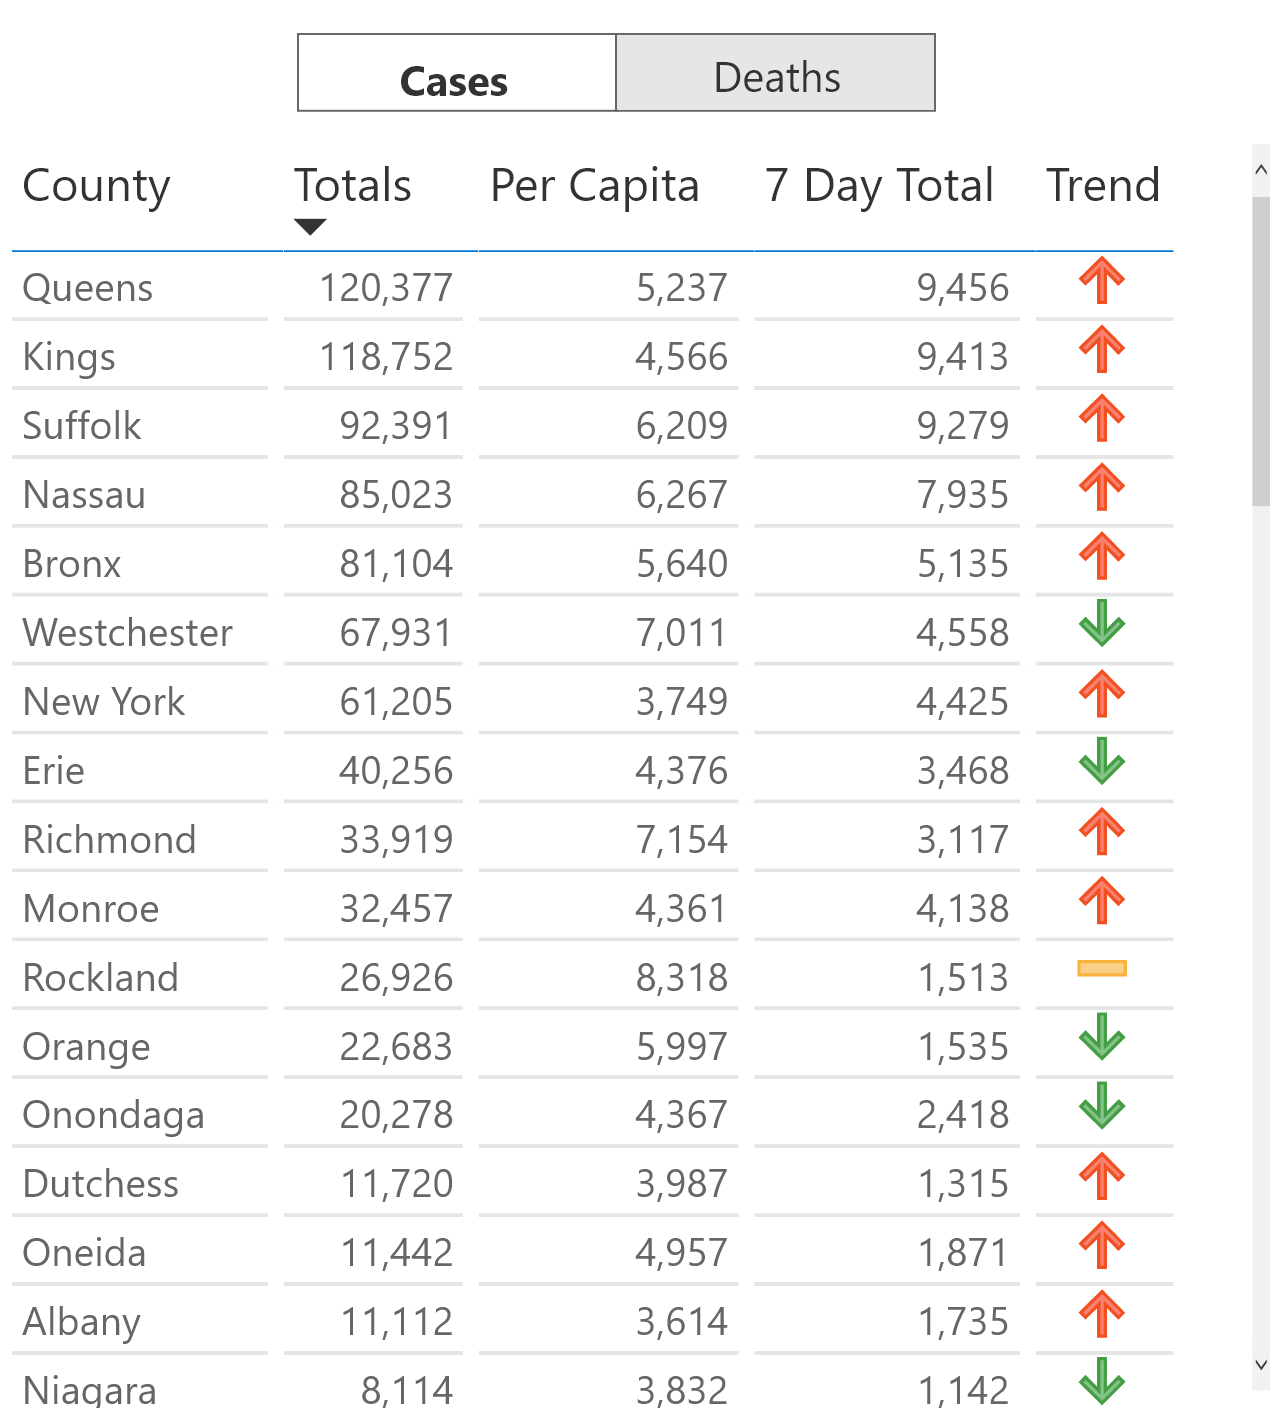 Cases Deaths
County Totals Per Capita 7 Day Total Trend
Queens 120,377 5,237 9,456
Kings 118,752 4,566 9,413
Suffolk 92,391 6,209 9,279
Nassau 85,023 6,267 7,935
Bronx 81,104 5,640 5,135
Westchester 67,931 7,011 4,558
New York 61,205 3,749 4,425
Erie 40,256 4,376 3,468
Richmond 33,919 7,154 3,117
Monroe 32,457 4,361 4,138
Rockland 26,926 8,318 1,513
Orange 22,683 5,997 1,535
Onondaga 20,278 4,367 2,418
Dutchess 11,720 3,987 1,315
Oneida 11,442 4,957 1,871
Albany 11,112 3,614 1,735
Niagara 8,114 3,832 1,142